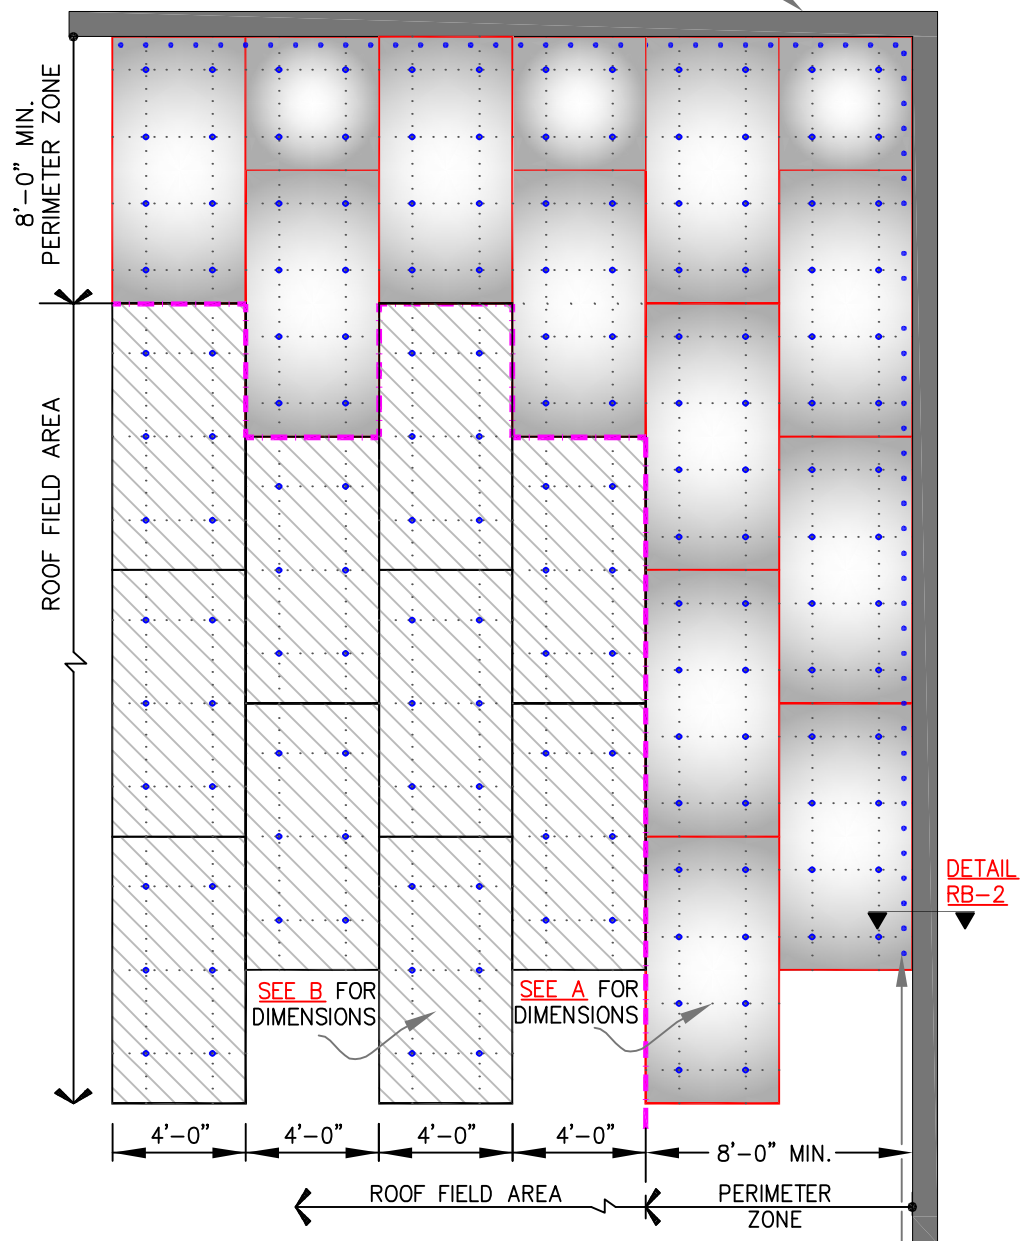 8'-0" MIN.
PERIMETER ZONE
ROOF FIELD AREA
DETAIL
RB-2
SEE B FOR
DIMENSIONS
SEE A FOR
DIMENSIONS
4'-0"
4'-0"
4'-0"
4'-0"
8'-0" MIN.
ROOF FIELD AREA
PERIMETER
ZONE